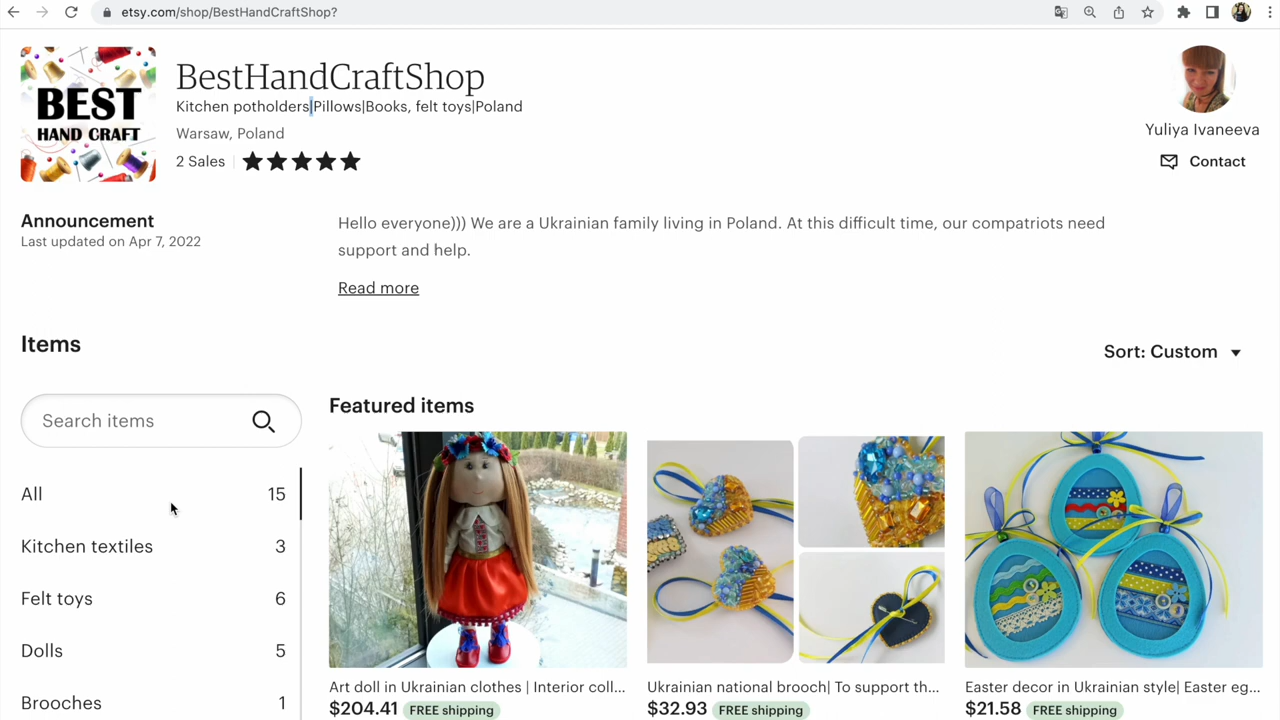 etsy.com/shop/BestHandCraftShop?
BEST
HAND CRAFT
BestHandCraftShop
Kitchen potholders|Pillows|Books, felt toys|Poland
Warsaw, Poland
2 Sales
Yuliya Ivaneeva
Contact
Announcement
Last updated on Apr 7, 2022
Hello everyone))) We are a Ukrainian family living in Poland. At this difficult time, our compatriots need
support and help.
Read more
Items
Sort: Custom
Search items
Featured items
All 15
Kitchen textiles 3
Felt toys 6
Dolls 5
Brooches 1
Art doll in Ukrainian clothes | Interior coll...
$204.41 FREE shipping
Ukrainian national brooch| To support th...
$32.93 FREE shipping
Easter decor in Ukrainian style| Easter eg...
$21.58 FREE shipping